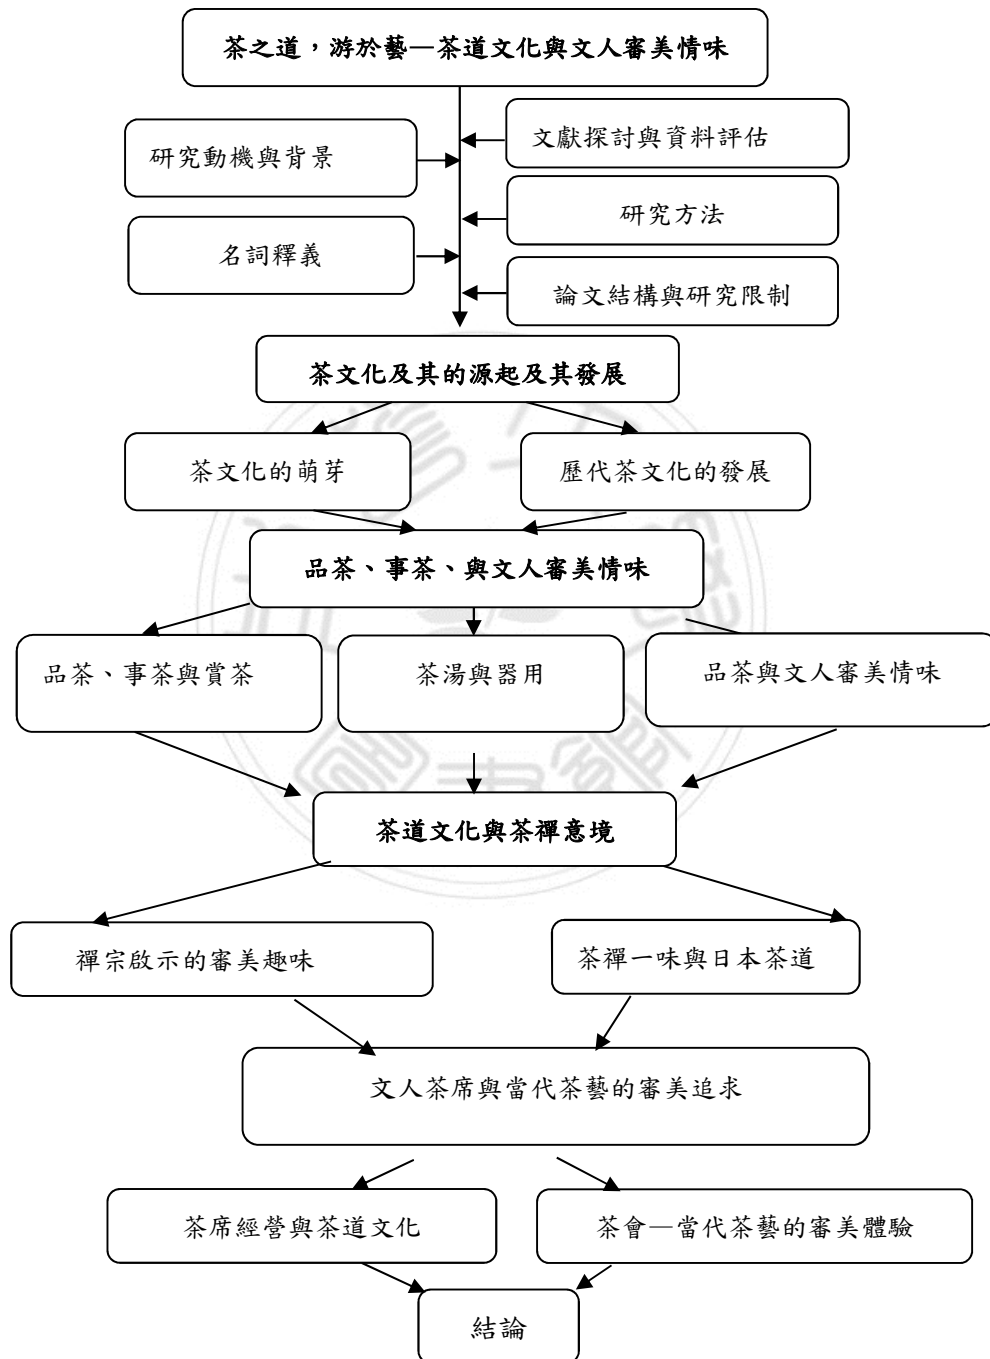 茶之道，游於藝—茶道文化與文人審美情味
文獻探討與資料評估
研究動機與背景
研究方法
名詞釋義
論文結構與研究限制
茶文化及其的源起及其發展
茶文化的萌芽
歷代茶文化的發展
品茶、事茶、與文人審美情味
品茶、事茶與賞茶
茶湯與器用
品茶與文人審美情味
茶道文化與茶禪意境
禪宗啟示的審美趣味
茶禪一味與日本茶道
文人茶席與當代茶藝的審美追求
茶席經營與茶道文化
茶會—當代茶藝的審美體驗
結論